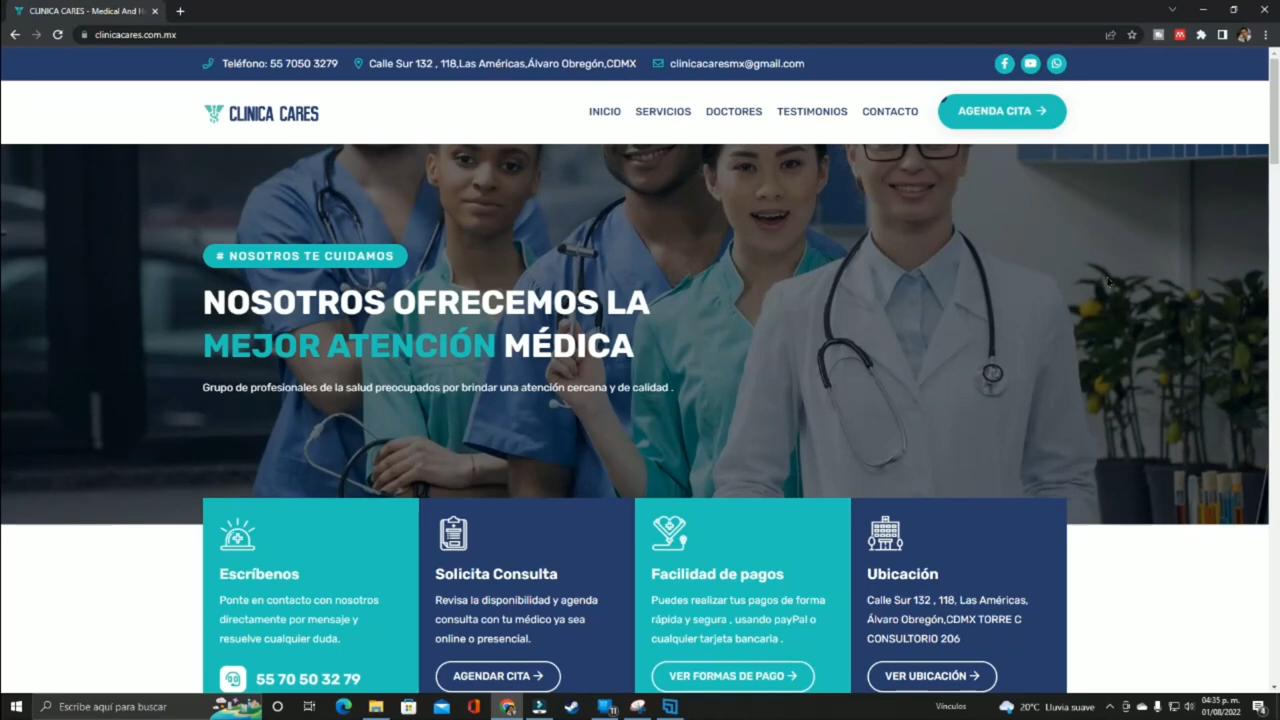 CLINICA CARES - Medical And H
clinicacares.com.mx
Teléfono: 55 7050 3279
Calle Sur 132 , 118,Las Américas,Álvaro Obregón,CDMX
clinicacaresmx@gmail.com
CLINICA CARES
INICIO SERVICIOS DOCTORES TESTIMONIOS CONTACTO AGENDA CITA →
# NOSOTROS TE CUIDAMOS
NOSOTROS OFRECEMOS LA
MEJOR ATENCIÓN MÉDICA
Grupo de profesionales de la salud preocupados por brindar una atención cercana y de calidad .
Escríbenos
Ponte en contacto con nosotros
directamente por mensaje y
resuelve cualquier duda.
55 70 50 32 79
Solicita Consulta
Revisa la disponibilidad y agenda
consulta con tu médico ya sea
online o presencial.
AGENDAR CITA →
Facilidad de pagos
Puedes realizar tus pagos de forma
rápida y segura , usando payPal o
cualquier tarjeta bancaria .
VER FORMAS DE PAGO →
Ubicación
Calle Sur 132 , 118, Las Américas,
Álvaro Obregón,CDMX TORRE C
CONSULTORIO 206
VER UBICACIÓN →
Escribe aquí para buscar
Vínculos
20°C Lluvia suave
04:35 p. m.
01/08/2022